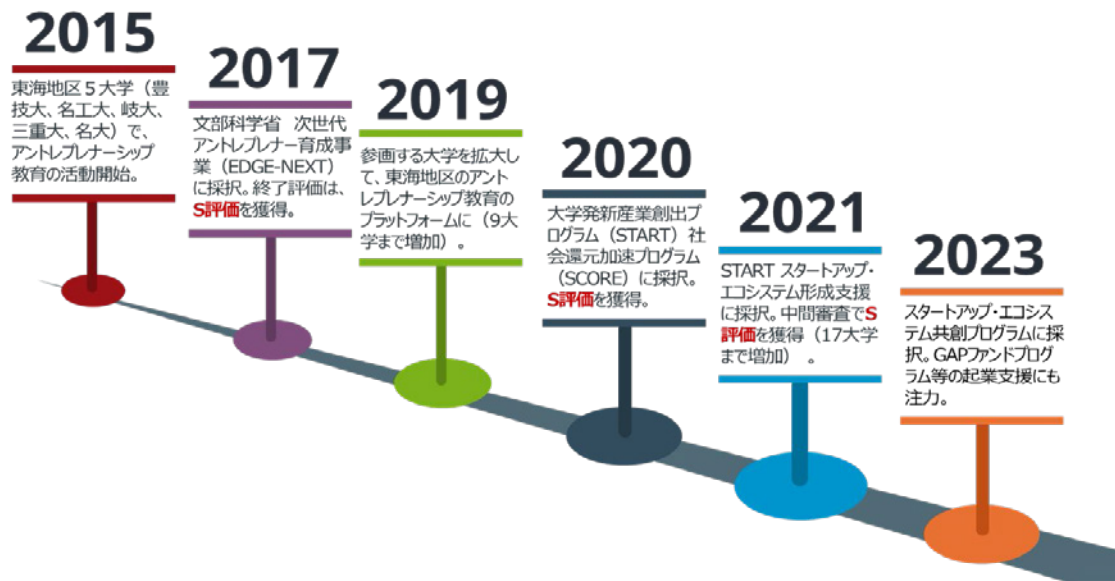 2015
東海地区5大学（豊
技大、名工大、岐大、
三重大、名大）で、
アントレプレナーシップ
教育の活動開始。
2017
文部科学省 次世代
アントレプレナー育成事
業（EDGE-NEXT）
に採択。終了評価は、
S評価を獲得。
2019
参画する大学を拡大し
て、東海地区のアント
レプレナーシップ教育の
プラットフォームに（9大
学まで増加）。
2020
大学発新産業創出プ
ログラム（START）社
会還元加速プログラム
（SCORE）に採択。
S評価を獲得。
2021
START スタートアップ・
エコシステム形成支援
に採択。中間審査でS
評価を獲得（17大学
まで増加）。
2023
スタートアップ・エコシス
テム共創プログラムに採
択。GAPファンドプログ
ラム等の起業支援にも
注力。